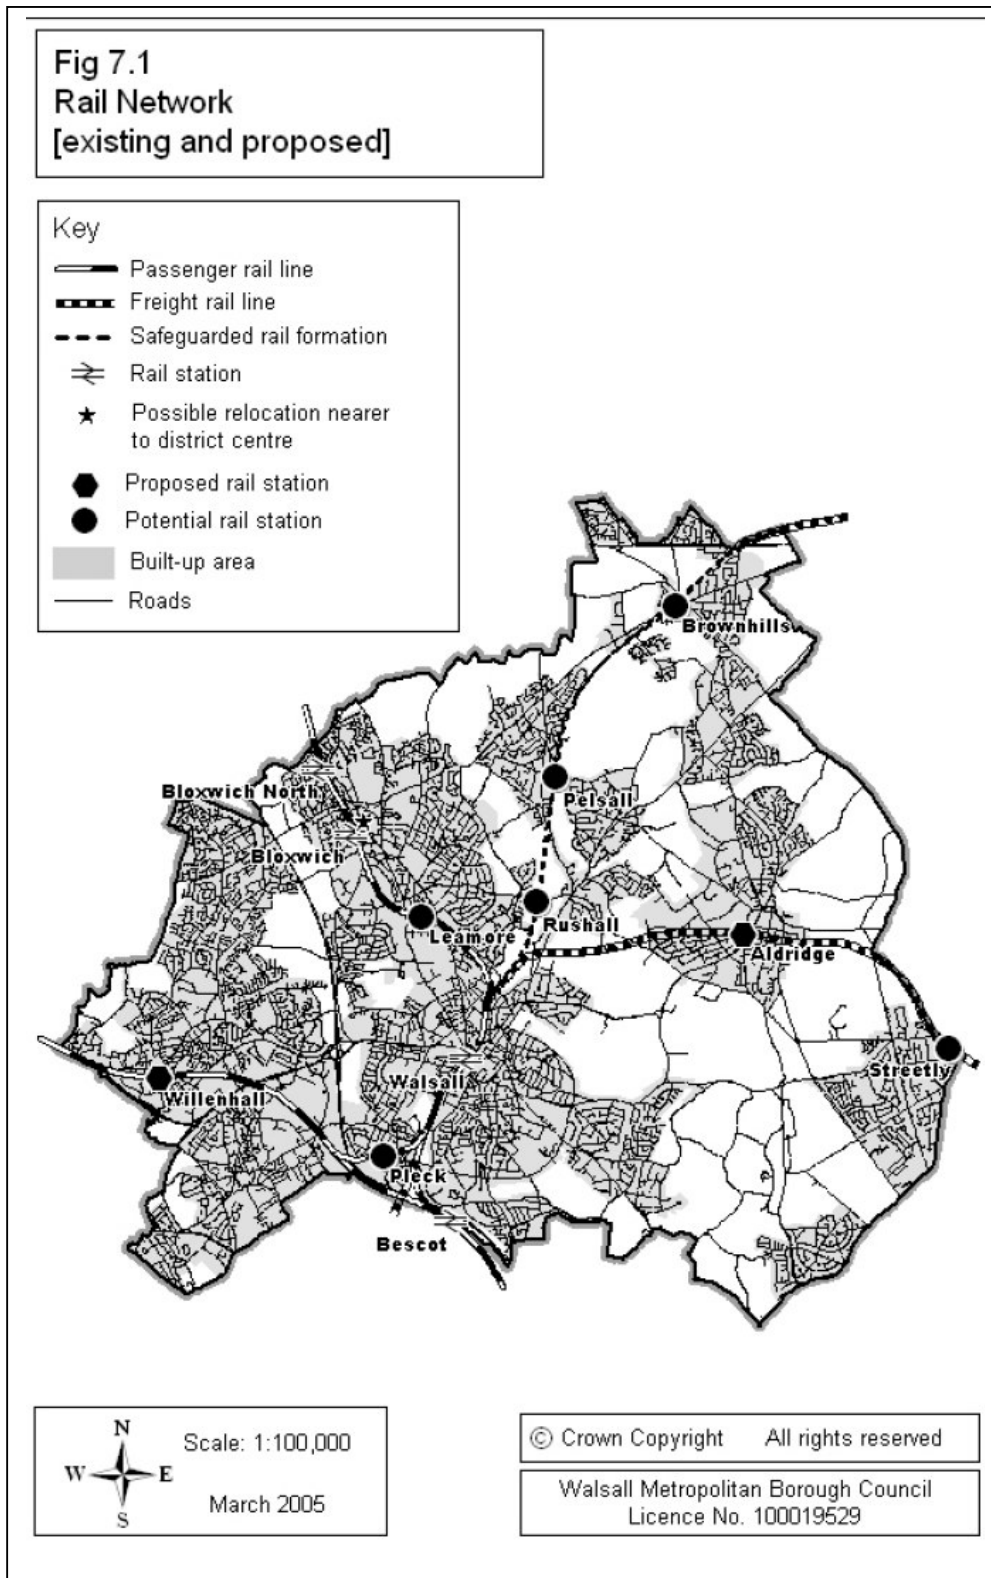 Fig 7.1
Rail Network
[existing and proposed]
Key
Passenger rail line
Freight rail line
Safeguarded rail formation
Rail station
Possible relocation nearer
to district centre
Proposed rail station
Potential rail station
Built-up area
Roads
Brownhills
Pelsall
Bloxwich North
Bloxwich
Rushall
Leamore
Aldridge
Streetly
Walsall
Willenhall
Pleck
Bescot
N
W E
S
Scale: 1:100,000
March 2005
© Crown Copyright All rights reserved
Walsall Metropolitan Borough Council
Licence No. 100019529